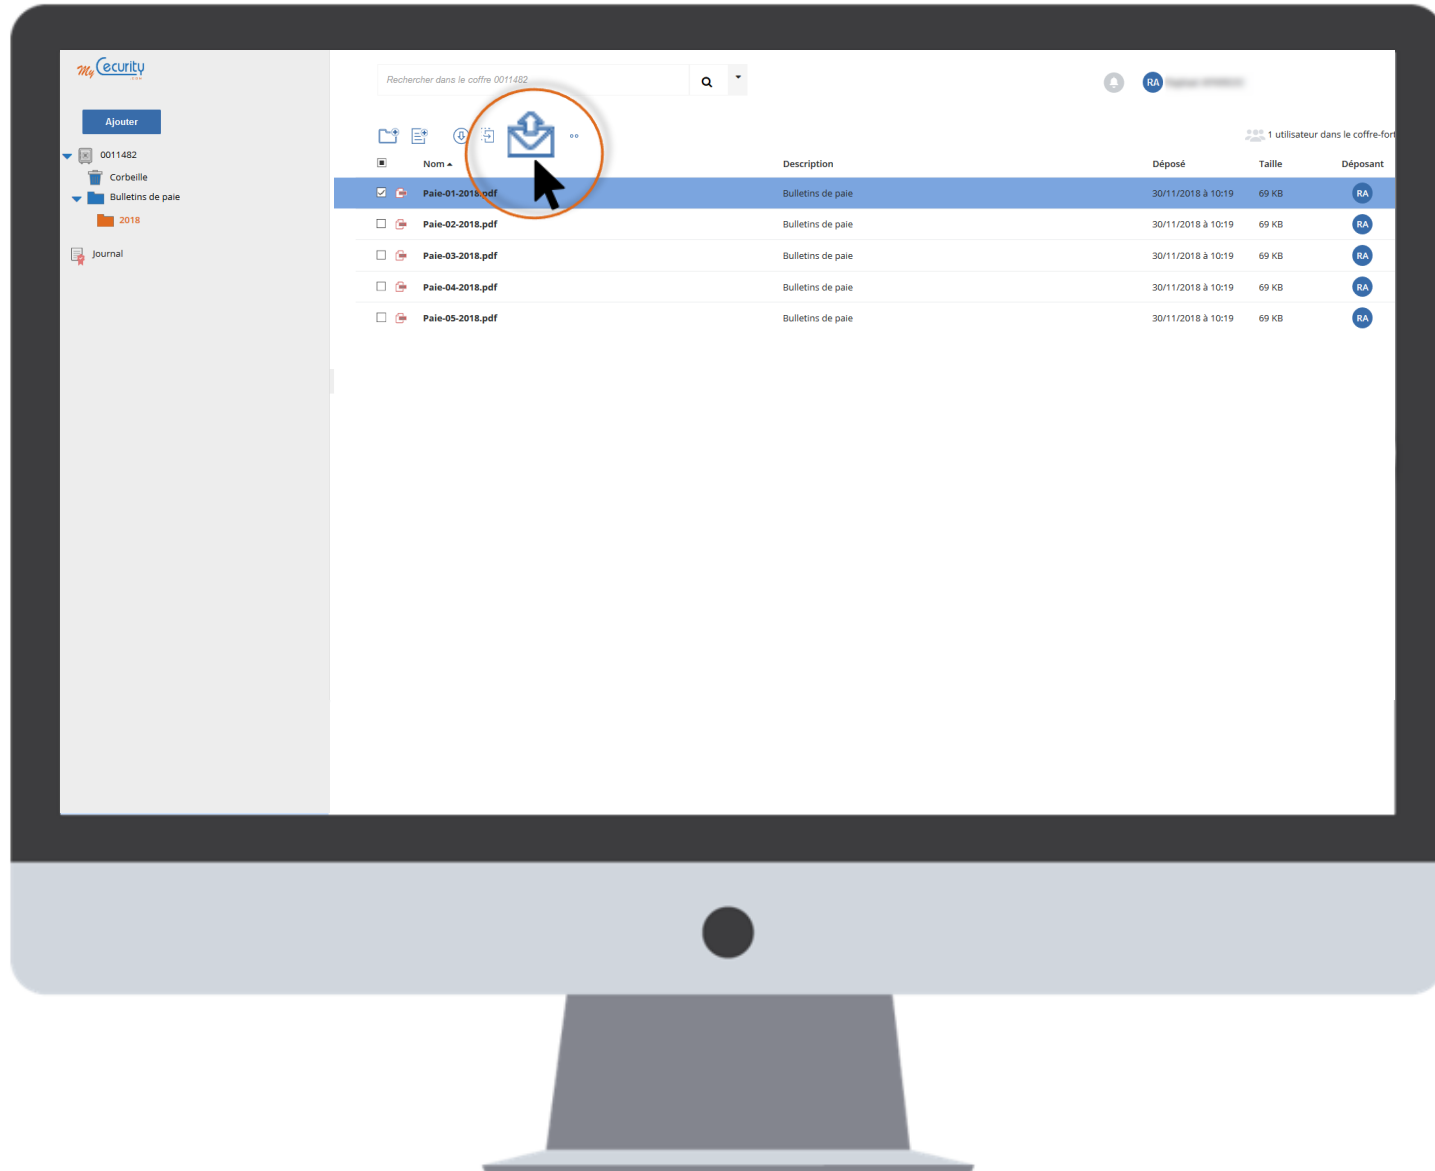 My Cecurity
.com
Rechercher dans le coffre 0011482
RA
Ajouter
1 utilisateur dans le coffre-fort
0011482
Corbeille
Bulletins de paie
2018
Journal
Nom Description Déposé Taille Déposant
Paie-01-2018.pdf Bulletins de paie 30/11/2018 à 10:19 69 KB RA
Paie-02-2018.pdf Bulletins de paie 30/11/2018 à 10:19 69 KB RA
Paie-03-2018.pdf Bulletins de paie 30/11/2018 à 10:19 69 KB RA
Paie-04-2018.pdf Bulletins de paie 30/11/2018 à 10:19 69 KB RA
Paie-05-2018.pdf Bulletins de paie 30/11/2018 à 10:19 69 KB RA